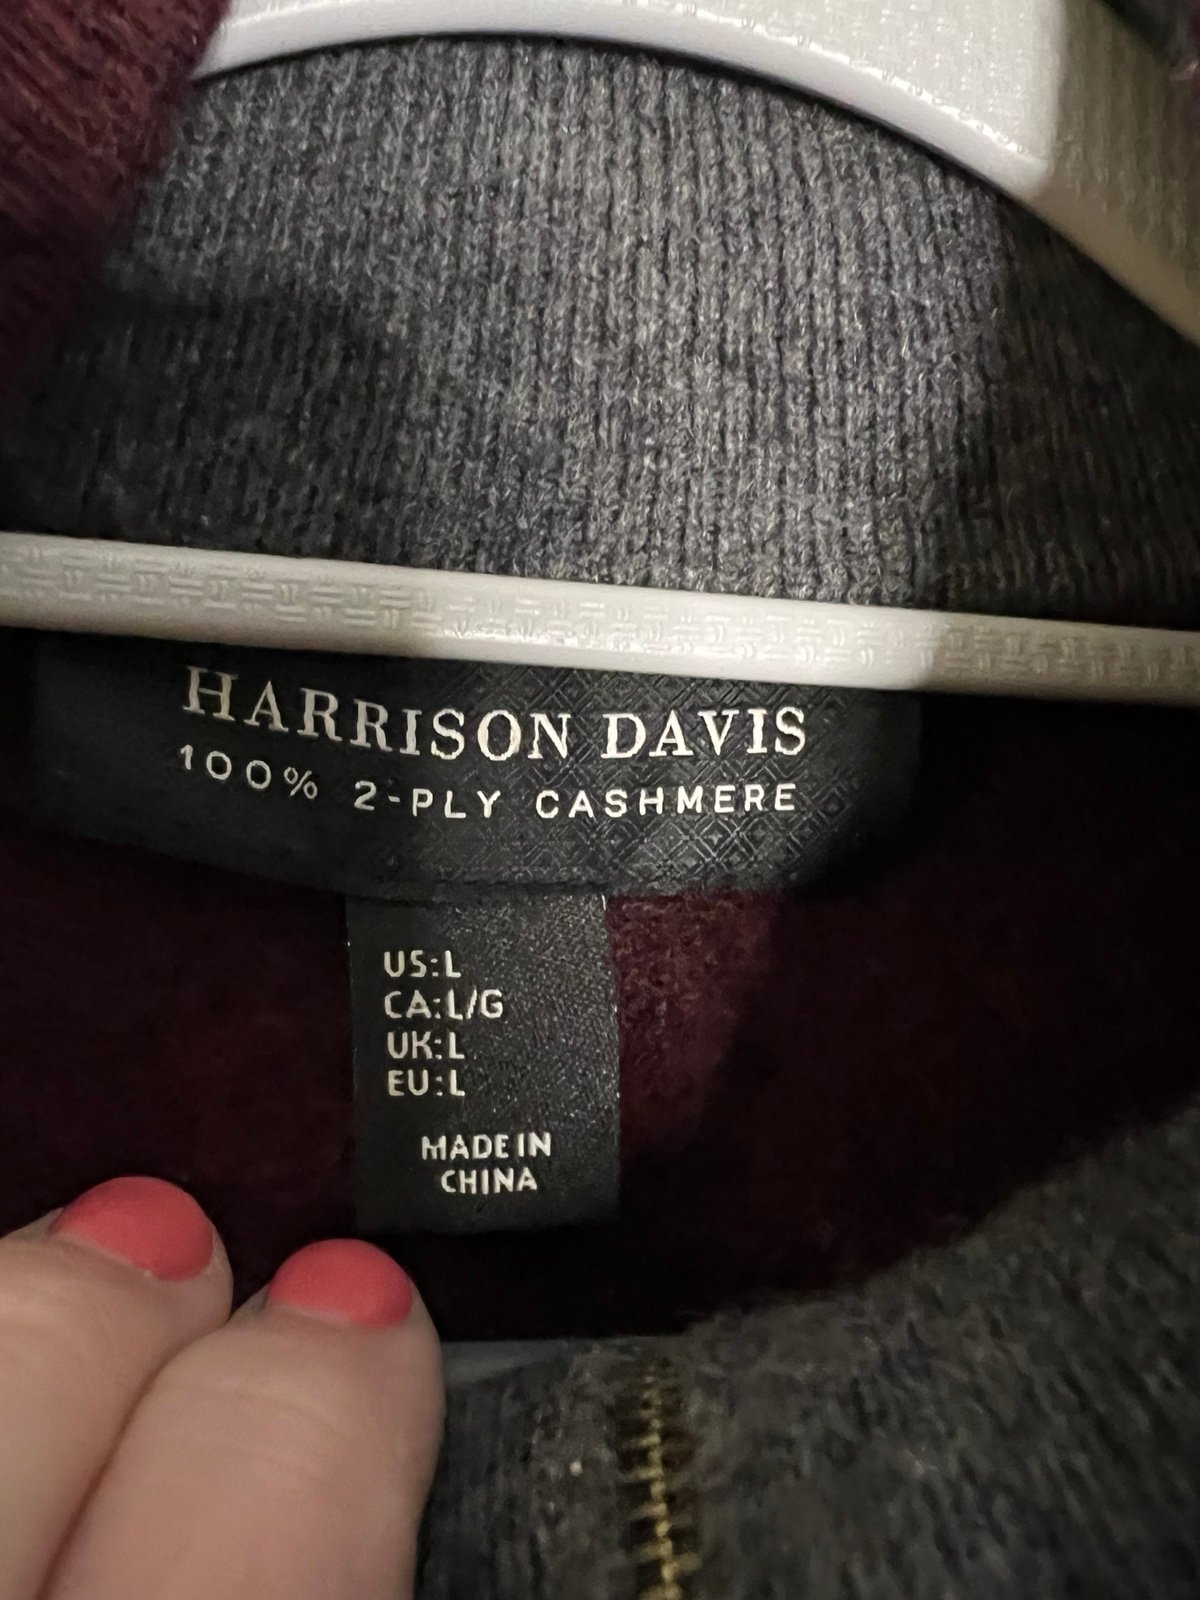 HARRISON DAVIS
100% 2-PLY CASHMERE
US:L
CA:L/G
UK:L
EU:L
MADE IN
CHINA